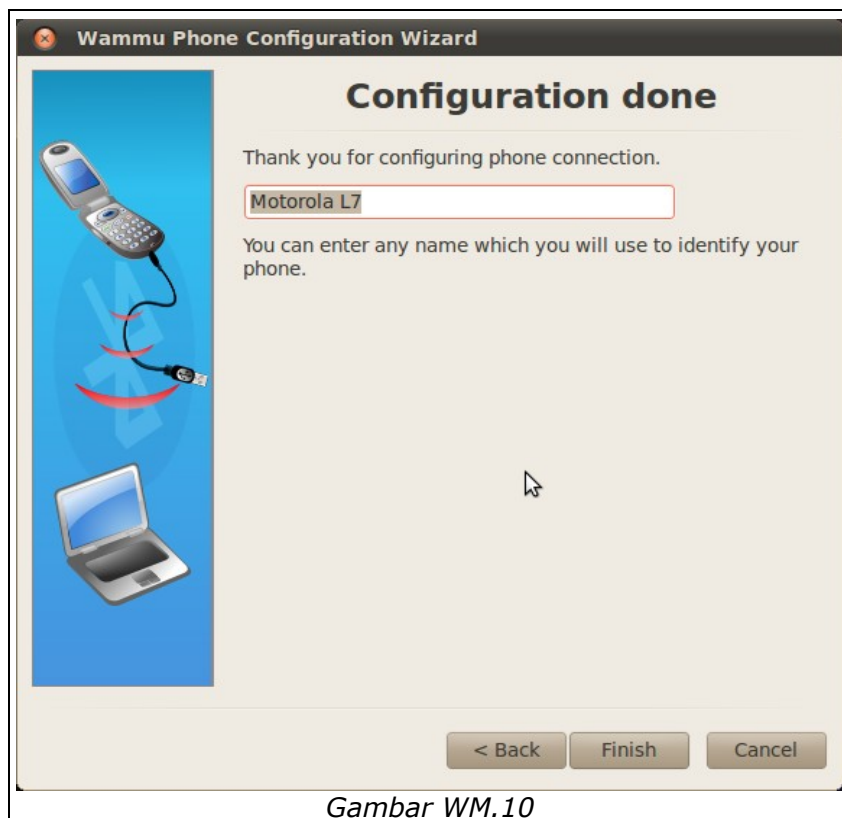 Wammu Phone Configuration Wizard
Configuration done
Thank you for configuring phone connection.
Motorola L7
You can enter any name which you will use to identify your
phone.
< Back Finish Cancel
Gambar WM.10